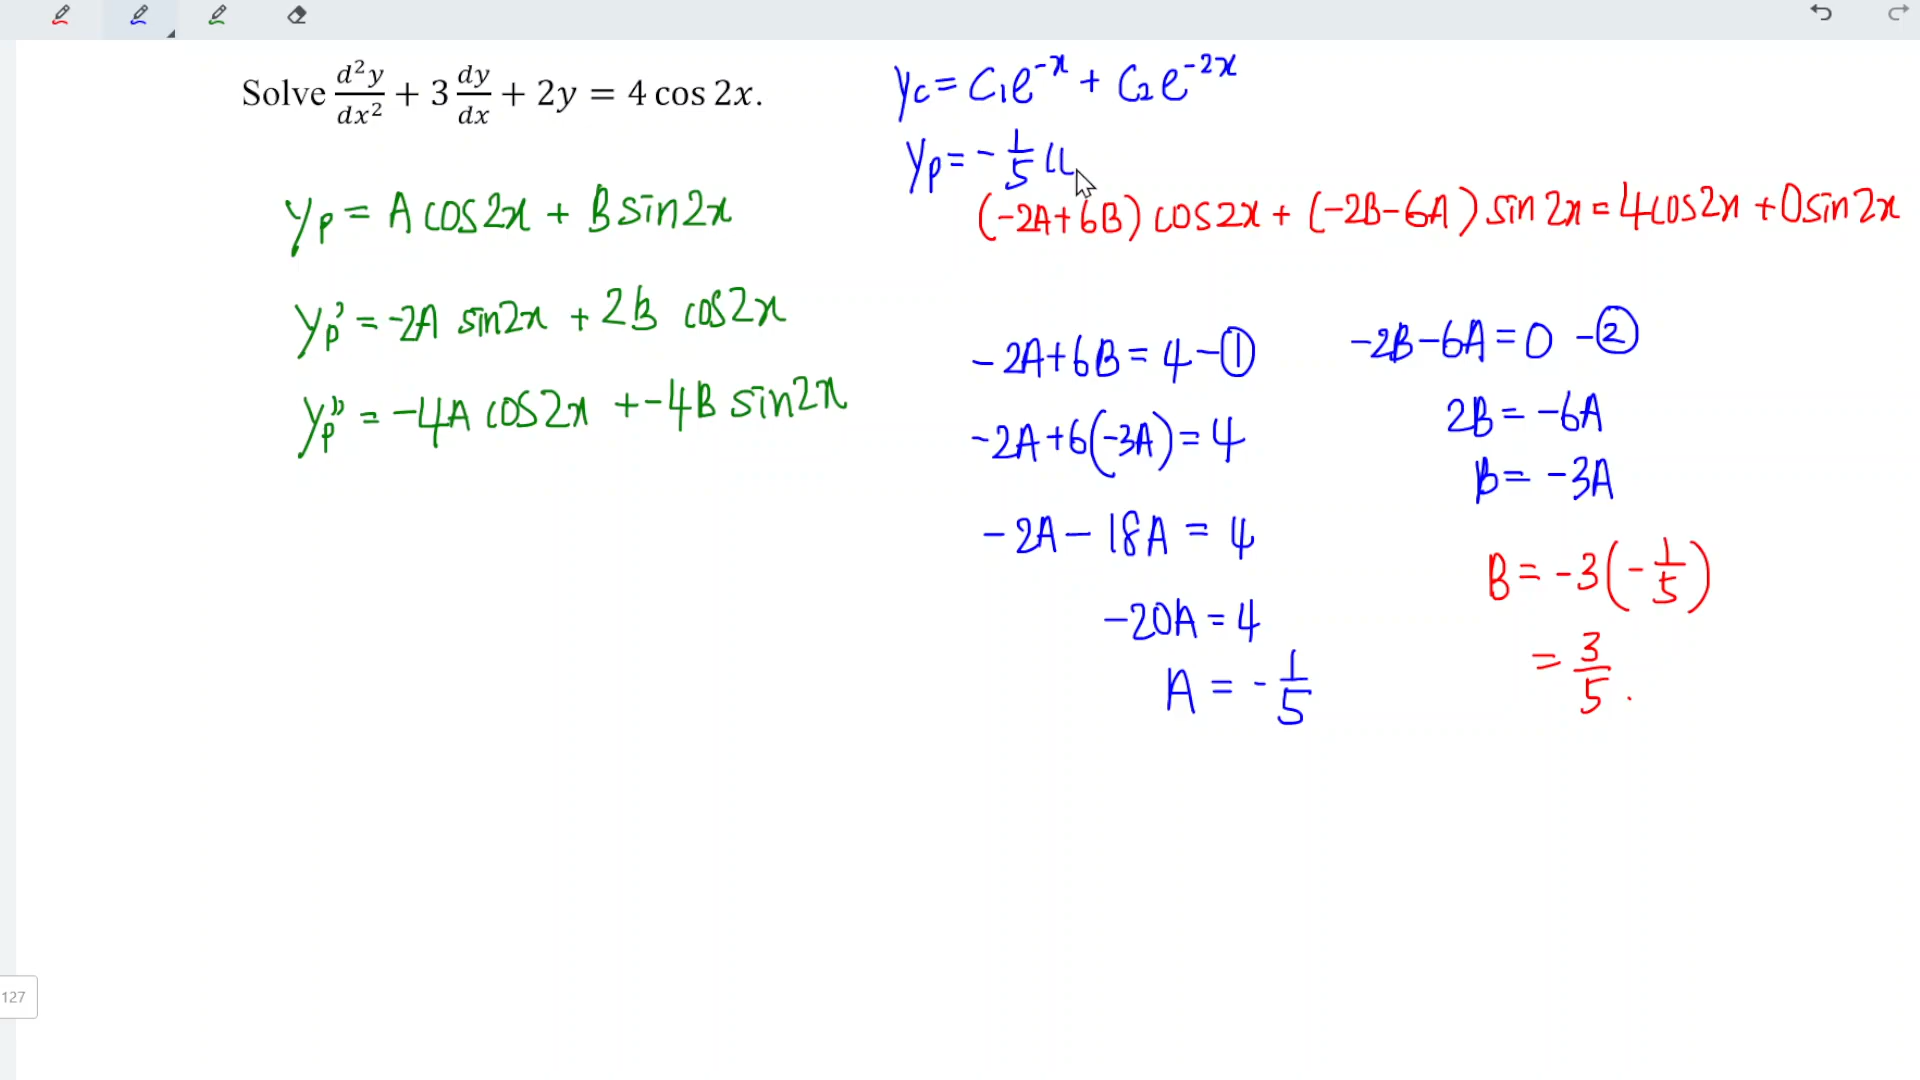 Solve d²y/dx² + 3 dy/dx + 2y = 4 cos 2x.
yc = C₁e^-x + C₂e^-2x
yp = - 1/5
yp = A cos2x + B sin2x
(-2A+6B) cos2x + (-2B-6A) sin2x = 4cos2x + 0sin2x
yp' = -2A sin2x + 2B cos2x
yp'' = -4A cos2x + -4B sin2x
-2A+6B = 4 - ①
-2A+6(-3A) = 4
-2A - 18A = 4
-20A = 4
A = - 1/5
-2B-6A = 0 - ②
2B = -6A
B = -3A
B = -3(- 1/5)
= 3/5.
127